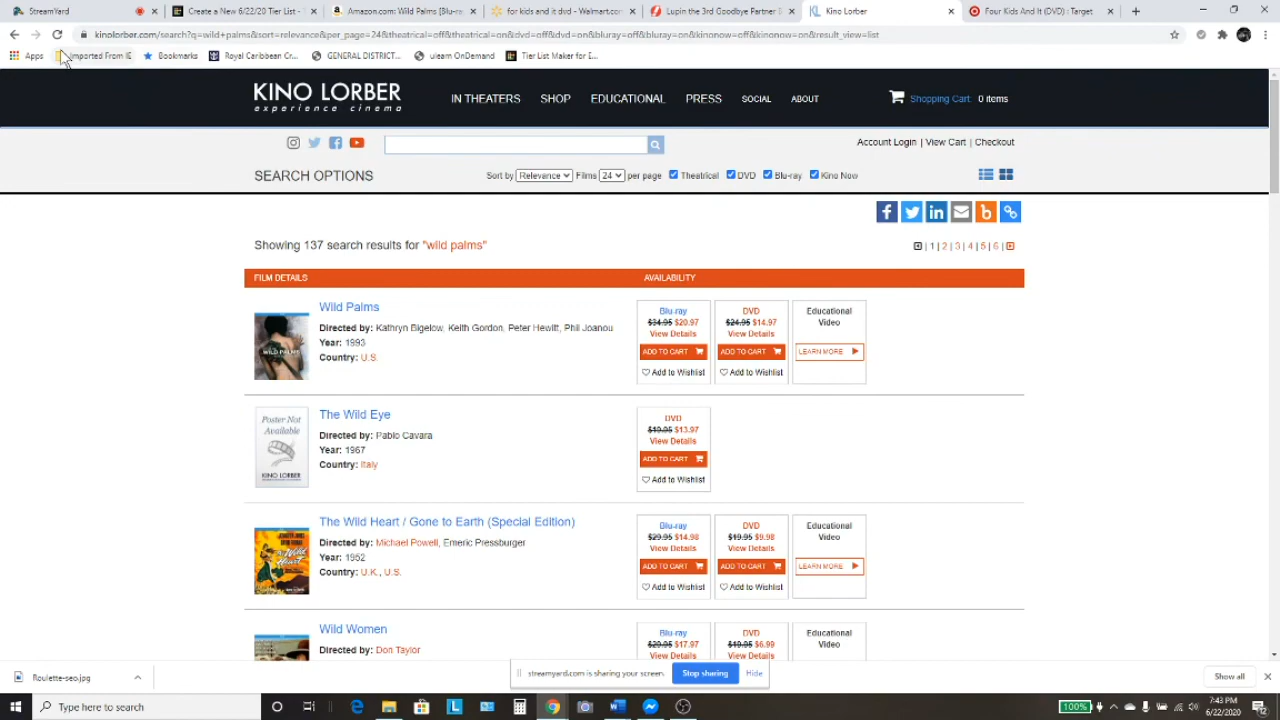 StreamYard
Create a New 6/22/20 Tier List -
Amazon.com: Wild Palms [Blu-ra
for kids and it dvd - Walmart
Lupin the 3rd Goodbye Partner B
KL Kino Lorber
Four Kids And It (DVD) : Target
kinolorber.com/search?q=wild+palms&sort=relevance&per_page=24&theatrical=off&theatrical=on&dvd=off&dvd=on&bluray=off&bluray=on&kinonow=off&kinonow=on&result_view=list
Apps
Imported From IE
Bookmarks
Royal Caribbean Cr...
GENERAL DISTRICT...
ulearn OnDemand
Tier List Maker for E...
KINO LORBER
experience cinema
IN THEATERS SHOP EDUCATIONAL PRESS SOCIAL ABOUT
Shopping Cart: 0 items
Account Login | View Cart | Checkout
SEARCH OPTIONS
Sort by Relevance Films 24 per page Theatrical DVD Blu-ray Kino Now
Showing 137 search results for "wild palms"
| 1 | 2 | 3 | 4 | 5 | 6 |
FILM DETAILS AVAILABILITY
Wild Palms
Directed by: Kathryn Bigelow, Keith Gordon, Peter Hewitt, Phil Joanou
Year: 1993
Country: U.S.
WILD PALMS
Blu-ray
$34.95 $20.97
View Details
ADD TO CART
Add to Wishlist
DVD
$24.95 $14.97
View Details
ADD TO CART
Add to Wishlist
Educational
Video
LEARN MORE
Poster Not
Available
KINO LORBER
The Wild Eye
Directed by: Pablo Cavara
Year: 1967
Country: Italy
DVD
$19.95 $13.97
View Details
ADD TO CART
Add to Wishlist
The Wild Heart / Gone to Earth (Special Edition)
Directed by: Michael Powell, Emeric Pressburger
Year: 1952
Country: U.K., U.S.
Blu-ray
$29.95 $14.98
View Details
ADD TO CART
Add to Wishlist
DVD
$19.95 $9.98
View Details
ADD TO CART
Add to Wishlist
Educational
Video
LEARN MORE
Wild Women
Directed by: Don Taylor
Blu-ray
$29.95 $17.97
View Details
DVD
$19.95 $6.99
View Details
Educational
Video
Roulette-seo.jpg
streamyard.com is sharing your screen.
Stop sharing
Hide
Show all
Type here to search
100%
7:43 PM
6/22/2020